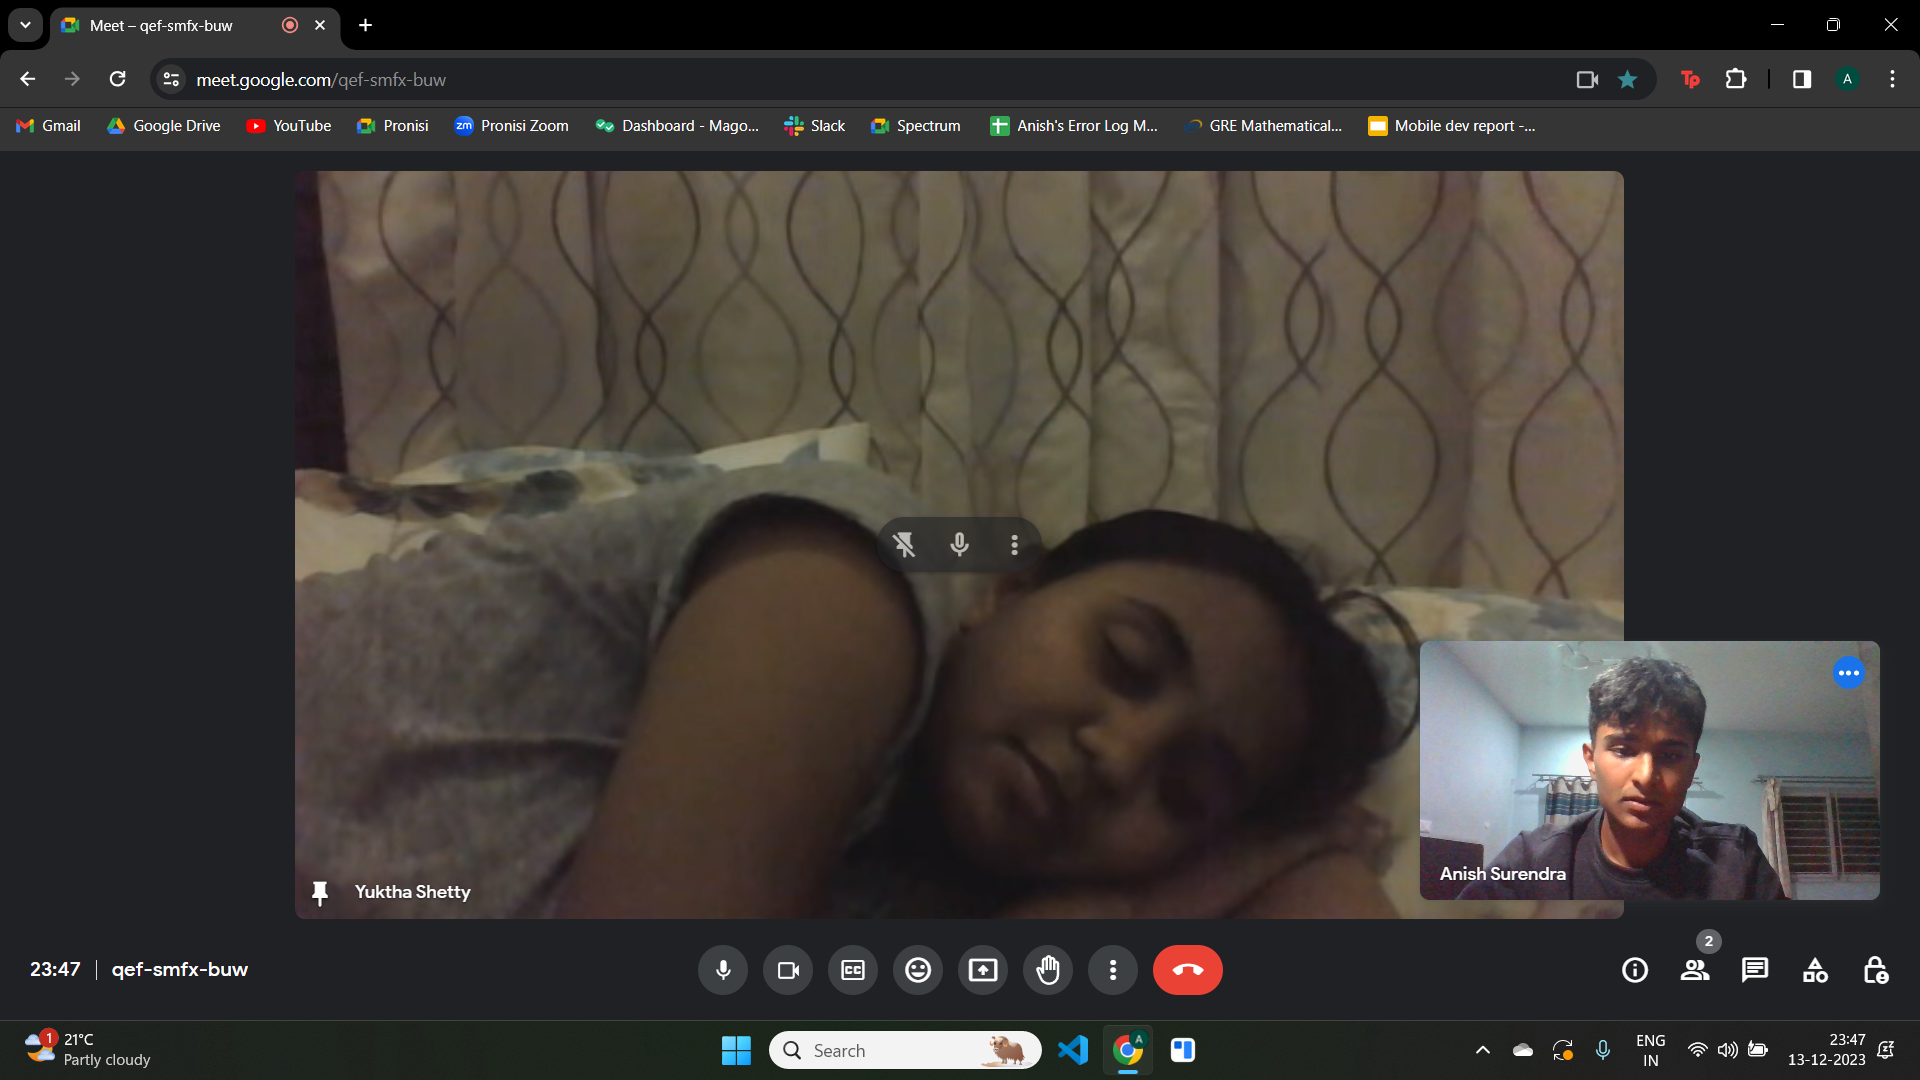 Meet – qef-smfx-buw
meet.google.com/qef-smfx-buw
A
Gmail
Google Drive
YouTube
Pronisi
zm Pronisi Zoom
Dashboard - Mago...
Slack
Spectrum
Anish's Error Log M...
GRE Mathematical...
Mobile dev report -...
Yuktha Shetty
Anish Surendra
23:47 | qef-smfx-buw
CC
2
1
21°C
Partly cloudy
Search
A
ENG
IN
23:47
13-12-2023